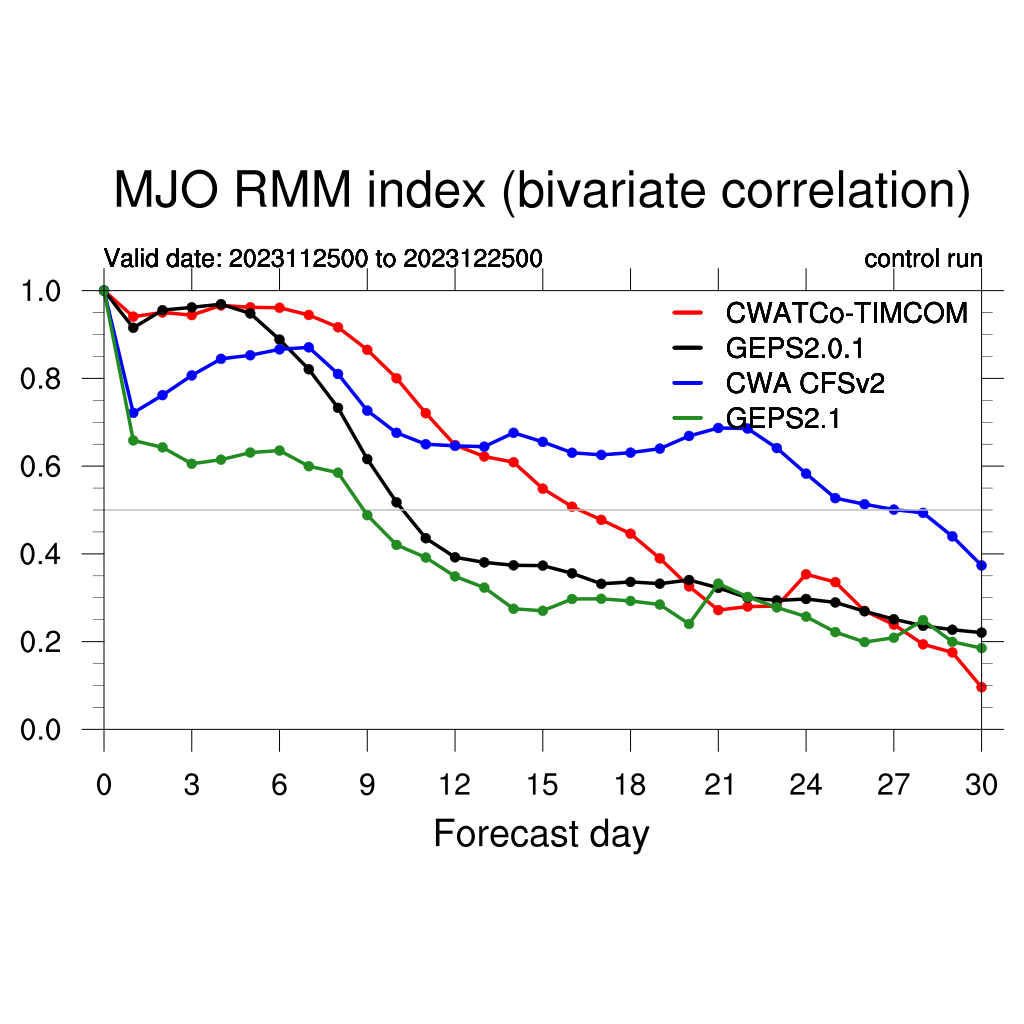 MJO RMM index (bivariate correlation)
Valid date: 2023112500 to 2023122500 control run
1.0
0.8
0.6
0.4
0.2
0.0
CWATCo-TIMCOM
GEPS2.0.1
CWA CFSv2
GEPS2.1
0 3 6 9 12 15 18 21 24 27 30
Forecast day